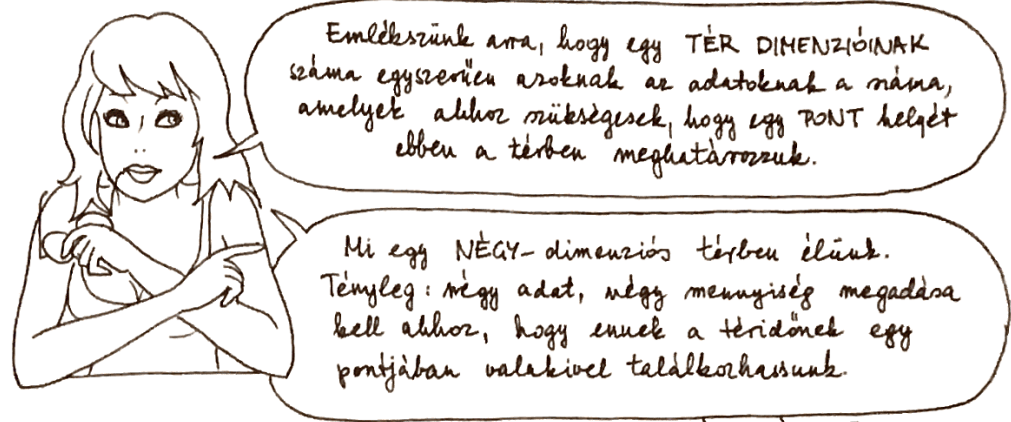 Emlékszünk arra, hogy egy TÉR DIMENZIÓINAK
száma egyszerűen azoknak az adatoknak a száma,
amelyek ahhoz szükségesek, hogy egy PONT helyét
ebben a térben meghatározzuk.
Mi egy NÉGY-dimenziós térben élünk.
Tényleg: négy adat, négy mennyiség megadása
kell ahhoz, hogy ennek a téridőnek egy
pontjában valakivel találkozhassunk.